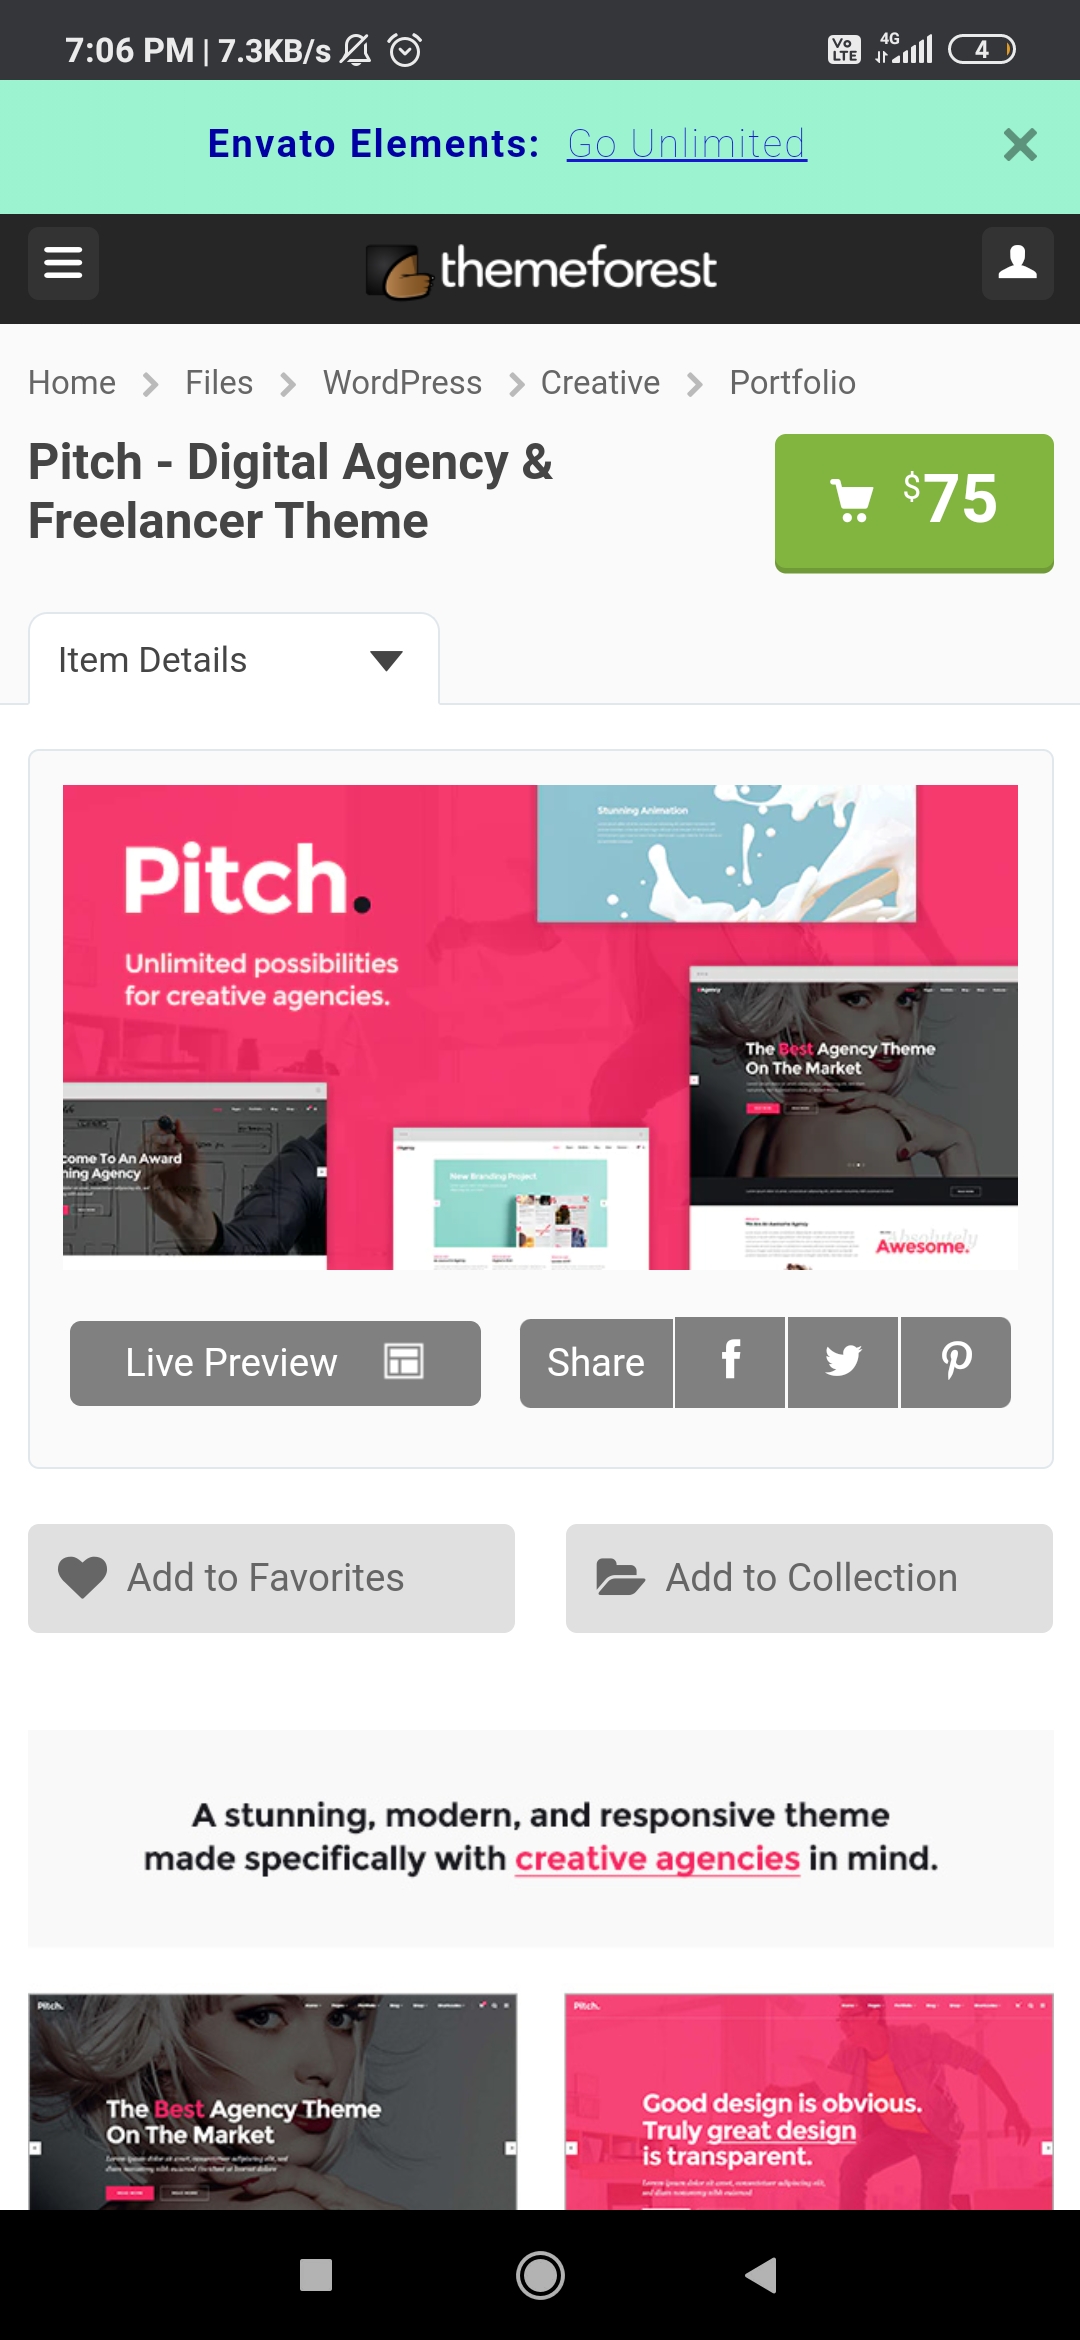 7:06 PM | 7.3KB/s
Vo LTE 4G 4
Envato Elements: Go Unlimited
themeforest
Home Files WordPress Creative Portfolio
Pitch - Digital Agency &
Freelancer Theme
$75
Item Details
Pitch.
Unlimited possibilities
for creative agencies.
Stunning Animation
The Best Agency Theme
On The Market
come To An Award
ning Agency
New Branding Project
Absolutely
Awesome.
Live Preview
Share
Add to Favorites
Add to Collection
A stunning, modern, and responsive theme
made specifically with creative agencies in mind.
Pitch.
The Best Agency Theme
On The Market
Pitch.
Good design is obvious.
Truly great design
is transparent.